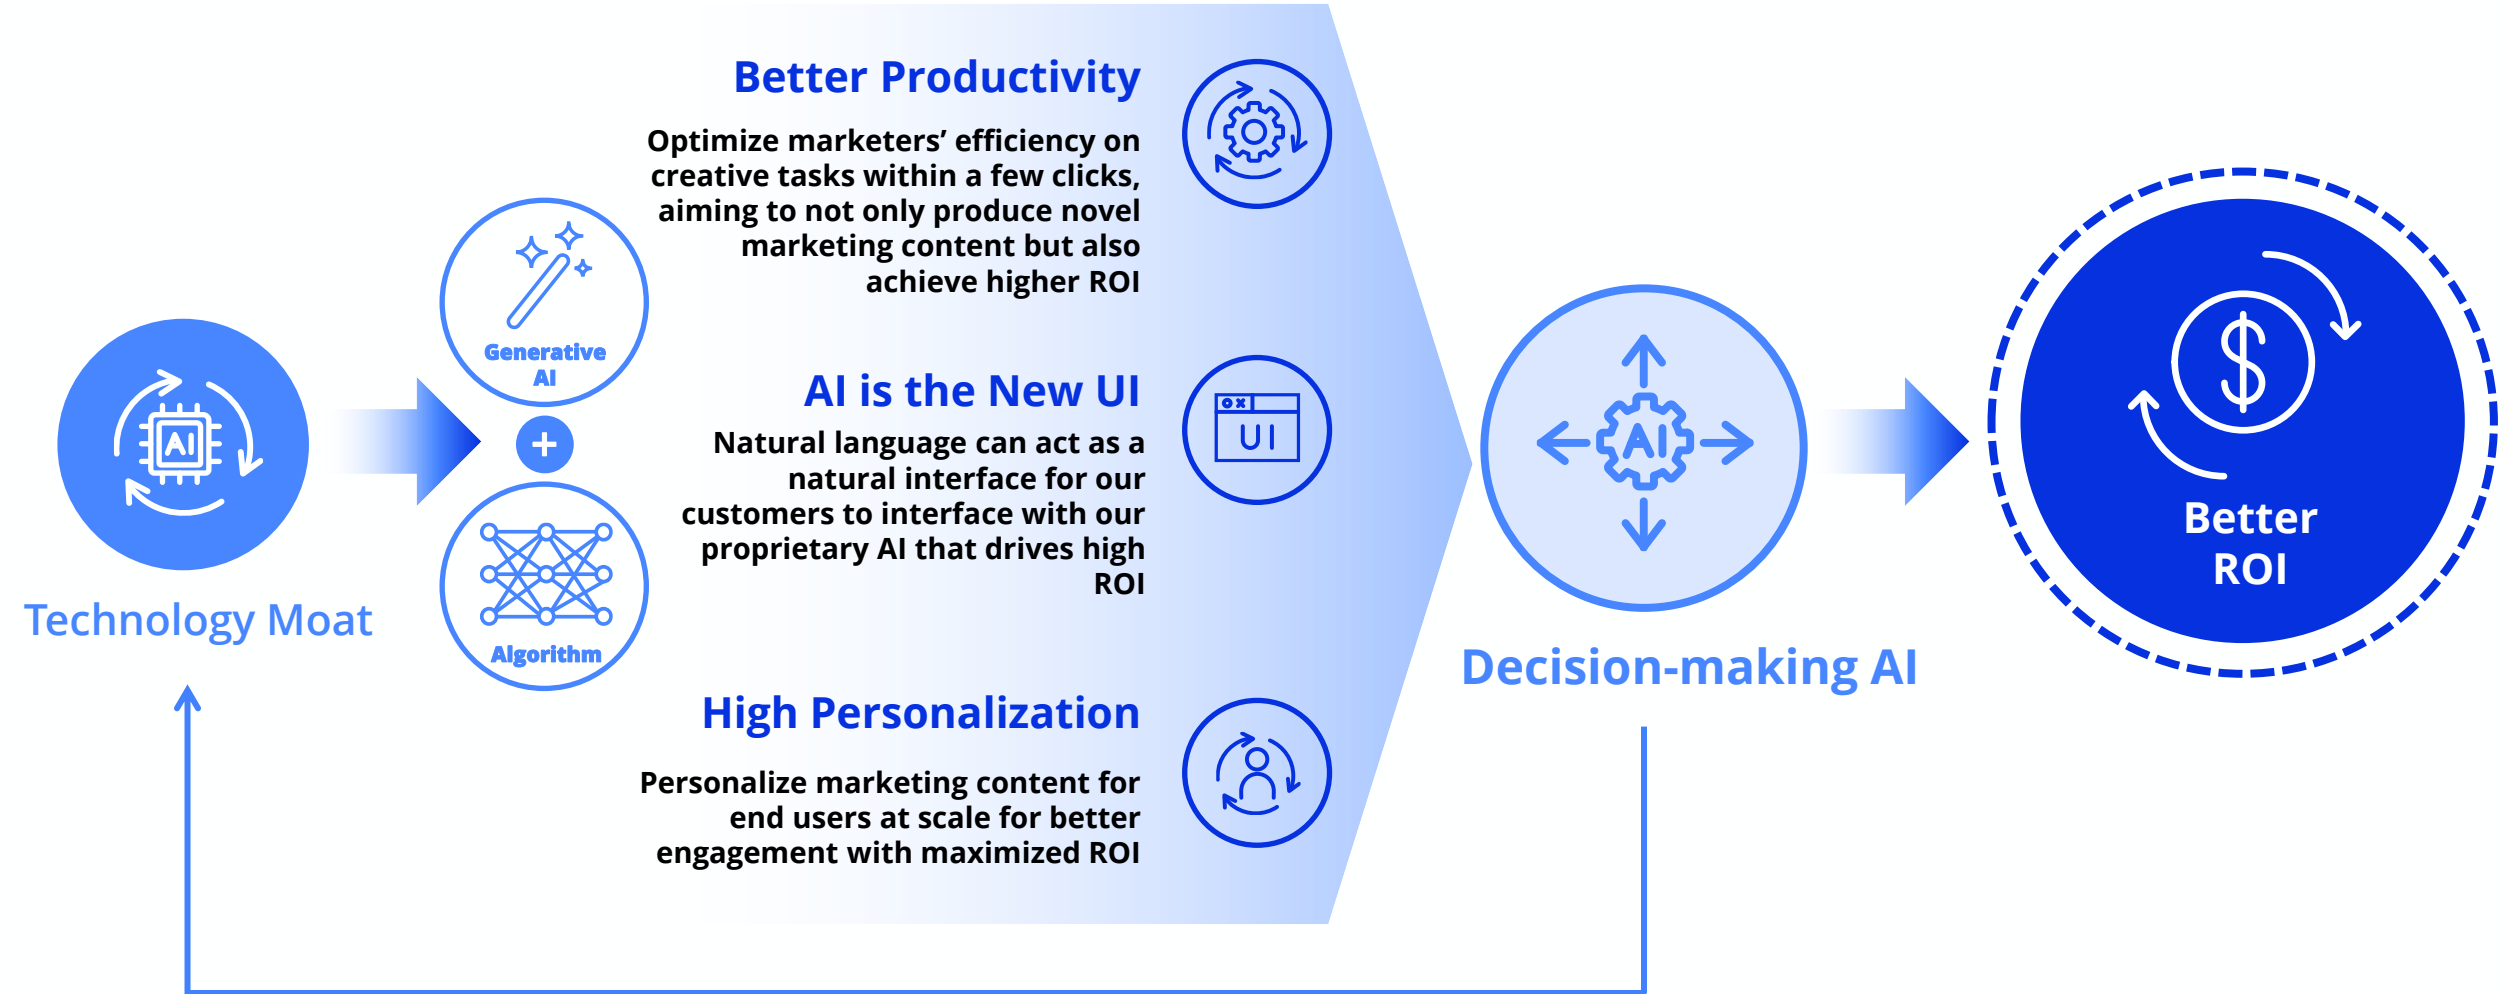 AI
Technology Moat
Generative
AI
+
Algorithm
Better Productivity
Optimize marketers’ efficiency on
creative tasks within a few clicks,
aiming to not only produce novel
marketing content but also
achieve higher ROI
AI is the New UI
Natural language can act as a
natural interface for our
customers to interface with our
proprietary AI that drives high
ROI
UI
High Personalization
Personalize marketing content for
end users at scale for better
engagement with maximized ROI
AI
Decision-making AI
$
Better
ROI